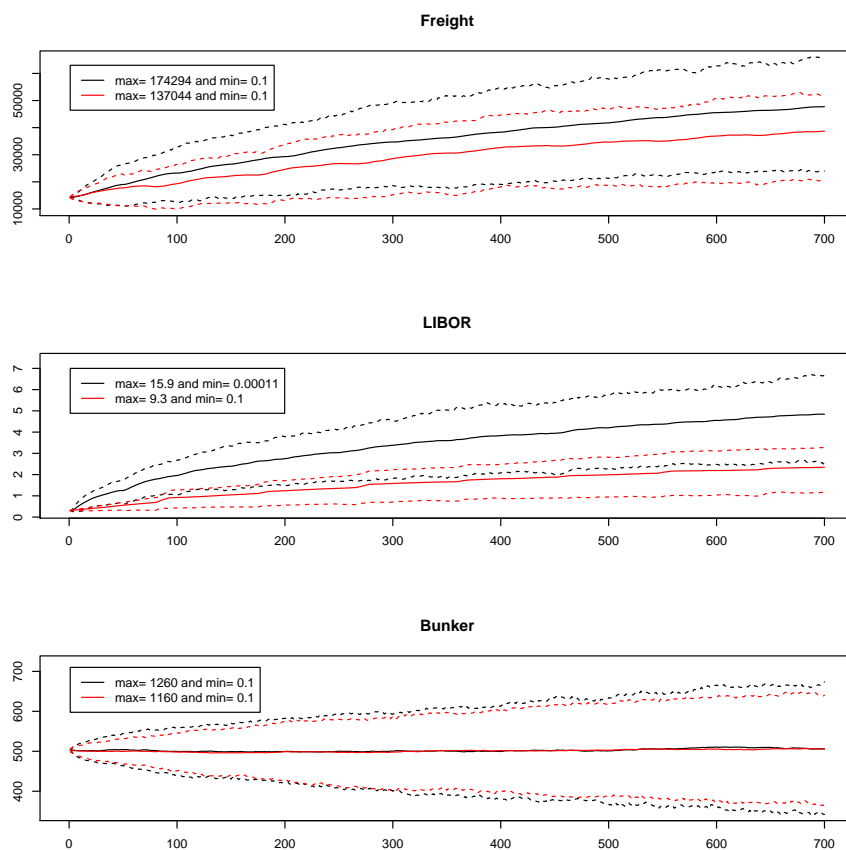 Freight
max= 174294 and min= 0.1
max= 137044 and min= 0.1
50000
30000
10000
0 100 200 300 400 500 600 700
LIBOR
max= 15.9 and min= 0.00011
max= 9.3 and min= 0.1
7
6
5
4
3
2
1
0
0 100 200 300 400 500 600 700
Bunker
max= 1260 and min= 0.1
max= 1160 and min= 0.1
700
600
500
400
0 100 200 300 400 500 600 700